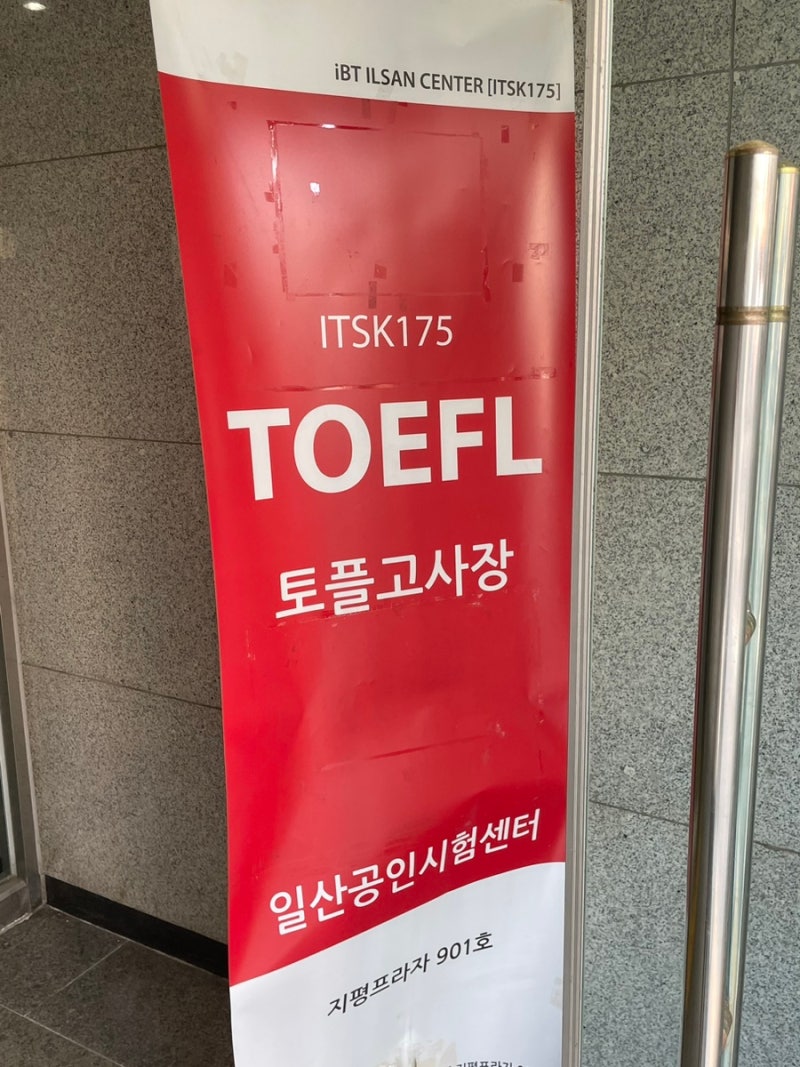 iBT ILSAN CENTER [ITSK175]
ITSK175
TOEFL
토플고사장
일산공인시험센터
지평프라자 901호